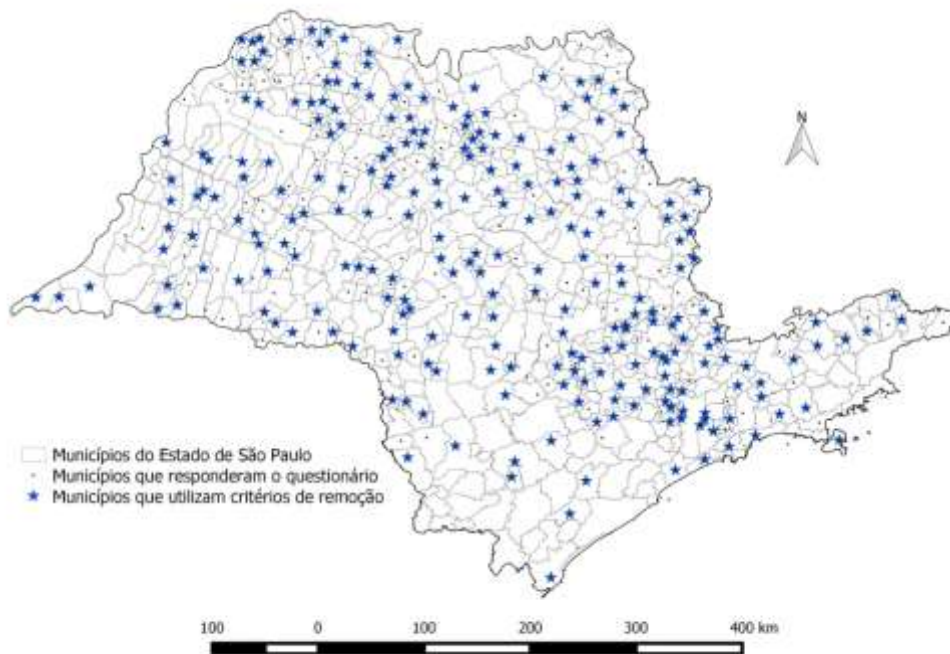 N
Municípios do Estado de São Paulo
Municípios que responderam o questionário
Municípios que utilizam critérios de remoção
100 0 100 200 300 400 km